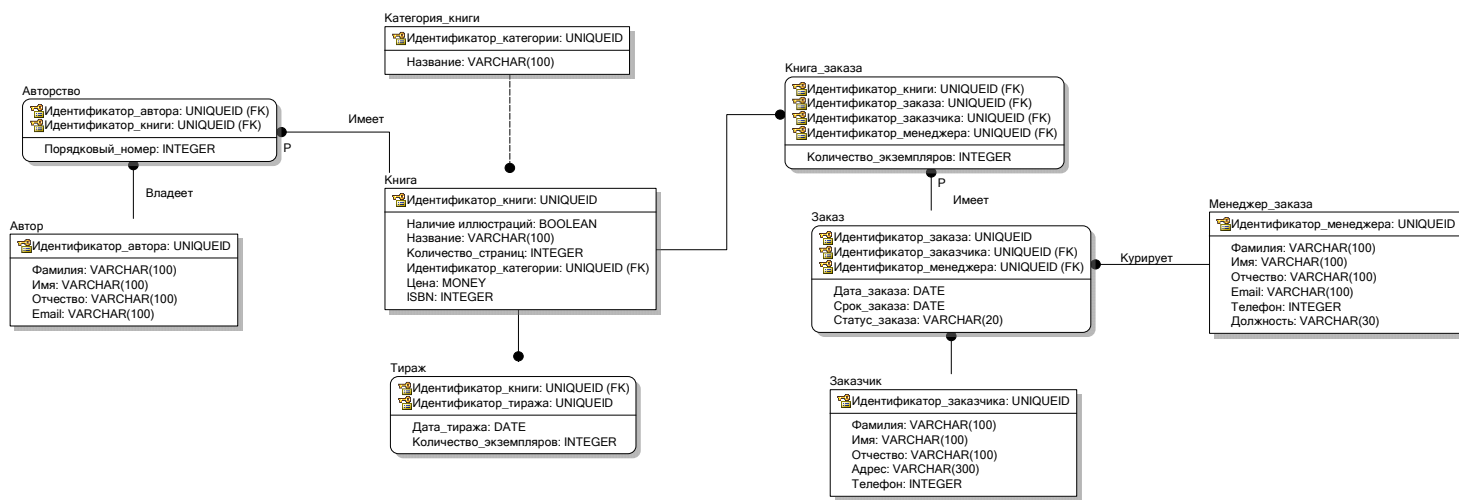 Категория_книги
Идентификатор_категории: UNIQUEID
Название: VARCHAR(100)
Авторство
Идентификатор_автора: UNIQUEID (FK)
Идентификатор_книги: UNIQUEID (FK)
Порядковый_номер: INTEGER
P
Имеет
Владеет
Автор
Идентификатор_автора: UNIQUEID
Фамилия: VARCHAR(100)
Имя: VARCHAR(100)
Отчество: VARCHAR(100)
Email: VARCHAR(100)
Книга
Идентификатор_книги: UNIQUEID
Наличие иллюстраций: BOOLEAN
Название: VARCHAR(100)
Количество_страниц: INTEGER
Идентификатор_категории: UNIQUEID (FK)
Цена: MONEY
ISBN: INTEGER
Тираж
Идентификатор_книги: UNIQUEID (FK)
Идентификатор_тиража: UNIQUEID
Дата_тиража: DATE
Количество_экземпляров: INTEGER
Книга_заказа
Идентификатор_книги: UNIQUEID (FK)
Идентификатор_заказа: UNIQUEID (FK)
Идентификатор_заказчика: UNIQUEID (FK)
Идентификатор_менеджера: UNIQUEID (FK)
Количество_экземпляров: INTEGER
P
Имеет
Заказ
Идентификатор_заказа: UNIQUEID
Идентификатор_заказчика: UNIQUEID (FK)
Идентификатор_менеджера: UNIQUEID (FK)
Дата_заказа: DATE
Срок_заказа: DATE
Статус_заказа: VARCHAR(20)
Курирует
Менеджер_заказа
Идентификатор_менеджера: UNIQUEID
Фамилия: VARCHAR(100)
Имя: VARCHAR(100)
Отчество: VARCHAR(100)
Email: VARCHAR(100)
Телефон: INTEGER
Должность: VARCHAR(30)
Заказчик
Идентификатор_заказчика: UNIQUEID
Фамилия: VARCHAR(100)
Имя: VARCHAR(100)
Отчество: VARCHAR(100)
Адрес: VARCHAR(300)
Телефон: INTEGER